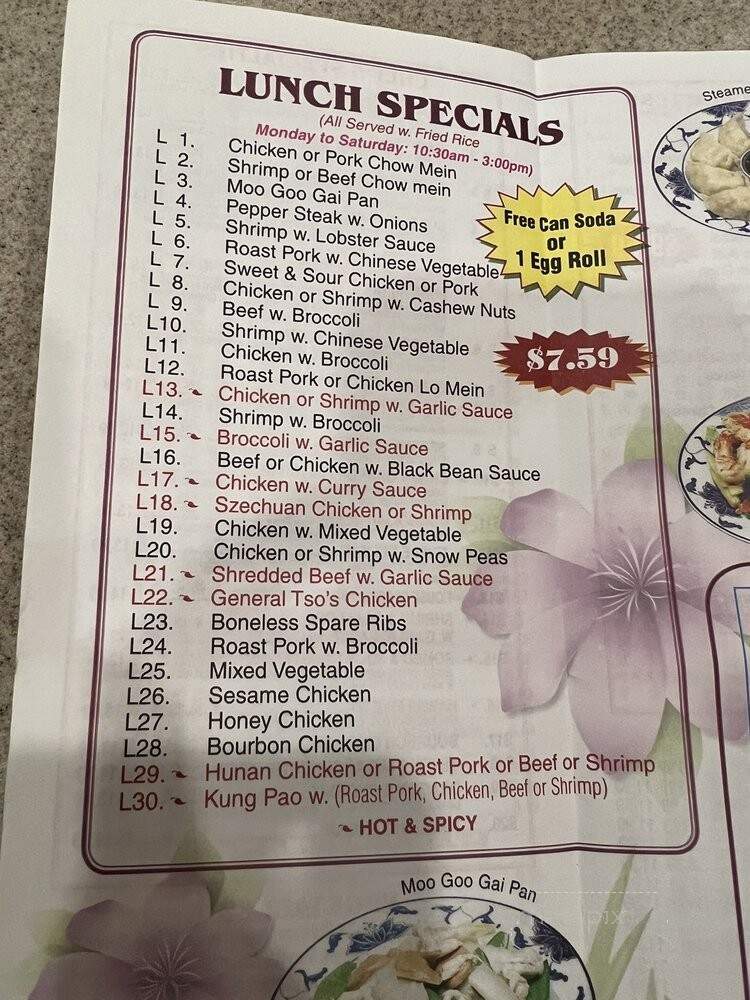 LUNCH SPECIALS
(All Served w. Fried Rice
Monday to Saturday: 10:30am - 3:00pm)
L 1. Chicken or Pork Chow Mein
L 2. Shrimp or Beef Chow mein
L 3. Moo Goo Gai Pan
L 4. Pepper Steak w. Onions
L 5. Shrimp w. Lobster Sauce
L 6. Roast Pork w. Chinese Vegetable
L 7. Sweet & Sour Chicken or Pork
L 8. Chicken or Shrimp w. Cashew Nuts
L 9. Beef w. Broccoli
L10. Shrimp w. Chinese Vegetable
L11. Chicken w. Broccoli
L12. Roast Pork or Chicken Lo Mein
L13. Chicken or Shrimp w. Garlic Sauce
L14. Shrimp w. Broccoli
L15. Broccoli w. Garlic Sauce
L16. Beef or Chicken w. Black Bean Sauce
L17. Chicken w. Curry Sauce
L18. Szechuan Chicken or Shrimp
L19. Chicken w. Mixed Vegetable
L20. Chicken or Shrimp w. Snow Peas
L21. Shredded Beef w. Garlic Sauce
L22. General Tso's Chicken
L23. Boneless Spare Ribs
L24. Roast Pork w. Broccoli
L25. Mixed Vegetable
L26. Sesame Chicken
L27. Honey Chicken
L28. Bourbon Chicken
L29. Hunan Chicken or Roast Pork or Beef or Shrimp
L30. Kung Pao w. (Roast Pork, Chicken, Beef or Shrimp)
HOT & SPICY
Free Can Soda
or
1 Egg Roll
$7.59
Steame
Moo Goo Gai Pan